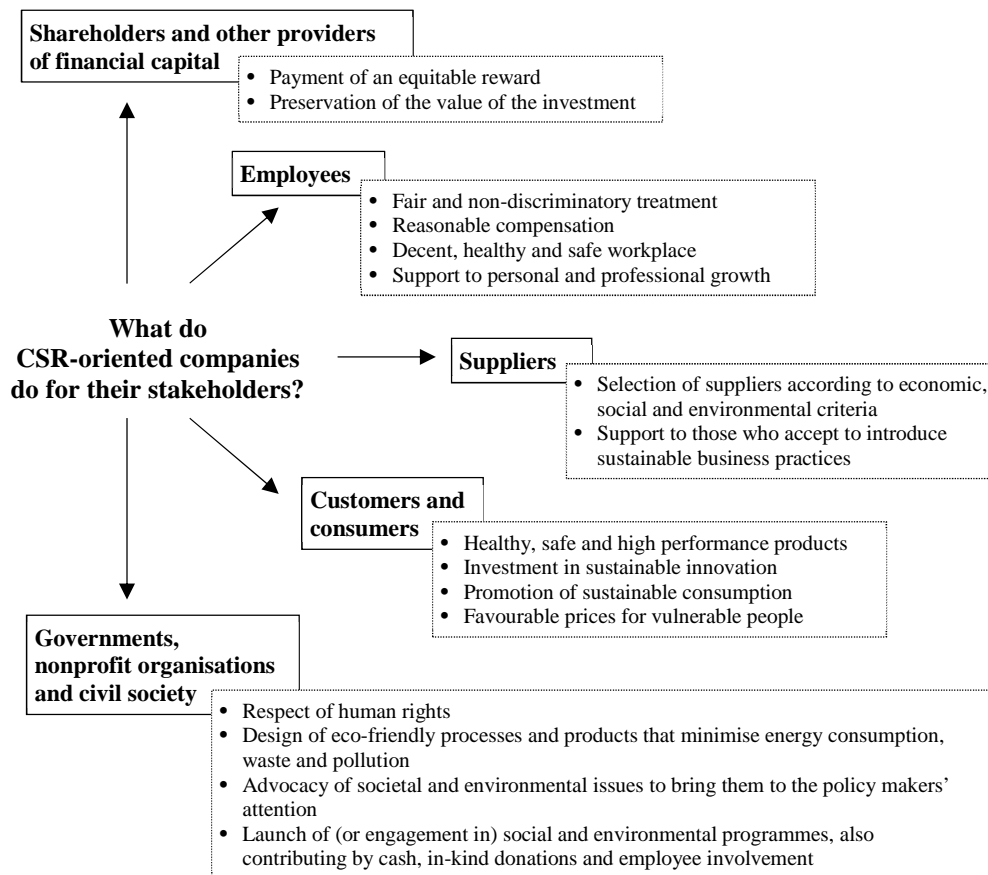 Shareholders and other providers
of financial capital
• Payment of an equitable reward
• Preservation of the value of the investment
Employees
• Fair and non-discriminatory treatment
• Reasonable compensation
• Decent, healthy and safe workplace
• Support to personal and professional growth
What do
CSR-oriented companies
do for their stakeholders?
Suppliers
• Selection of suppliers according to economic,
social and environmental criteria
• Support to those who accept to introduce
sustainable business practices
Customers and
consumers
• Healthy, safe and high performance products
• Investment in sustainable innovation
• Promotion of sustainable consumption
• Favourable prices for vulnerable people
Governments,
nonprofit organisations
and civil society
• Respect of human rights
• Design of eco-friendly processes and products that minimise energy consumption,
waste and pollution
• Advocacy of societal and environmental issues to bring them to the policy makers’
attention
• Launch of (or engagement in) social and environmental programmes, also
contributing by cash, in-kind donations and employee involvement